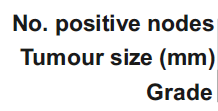 No. positive nodes
Tumour size (mm)
Grade